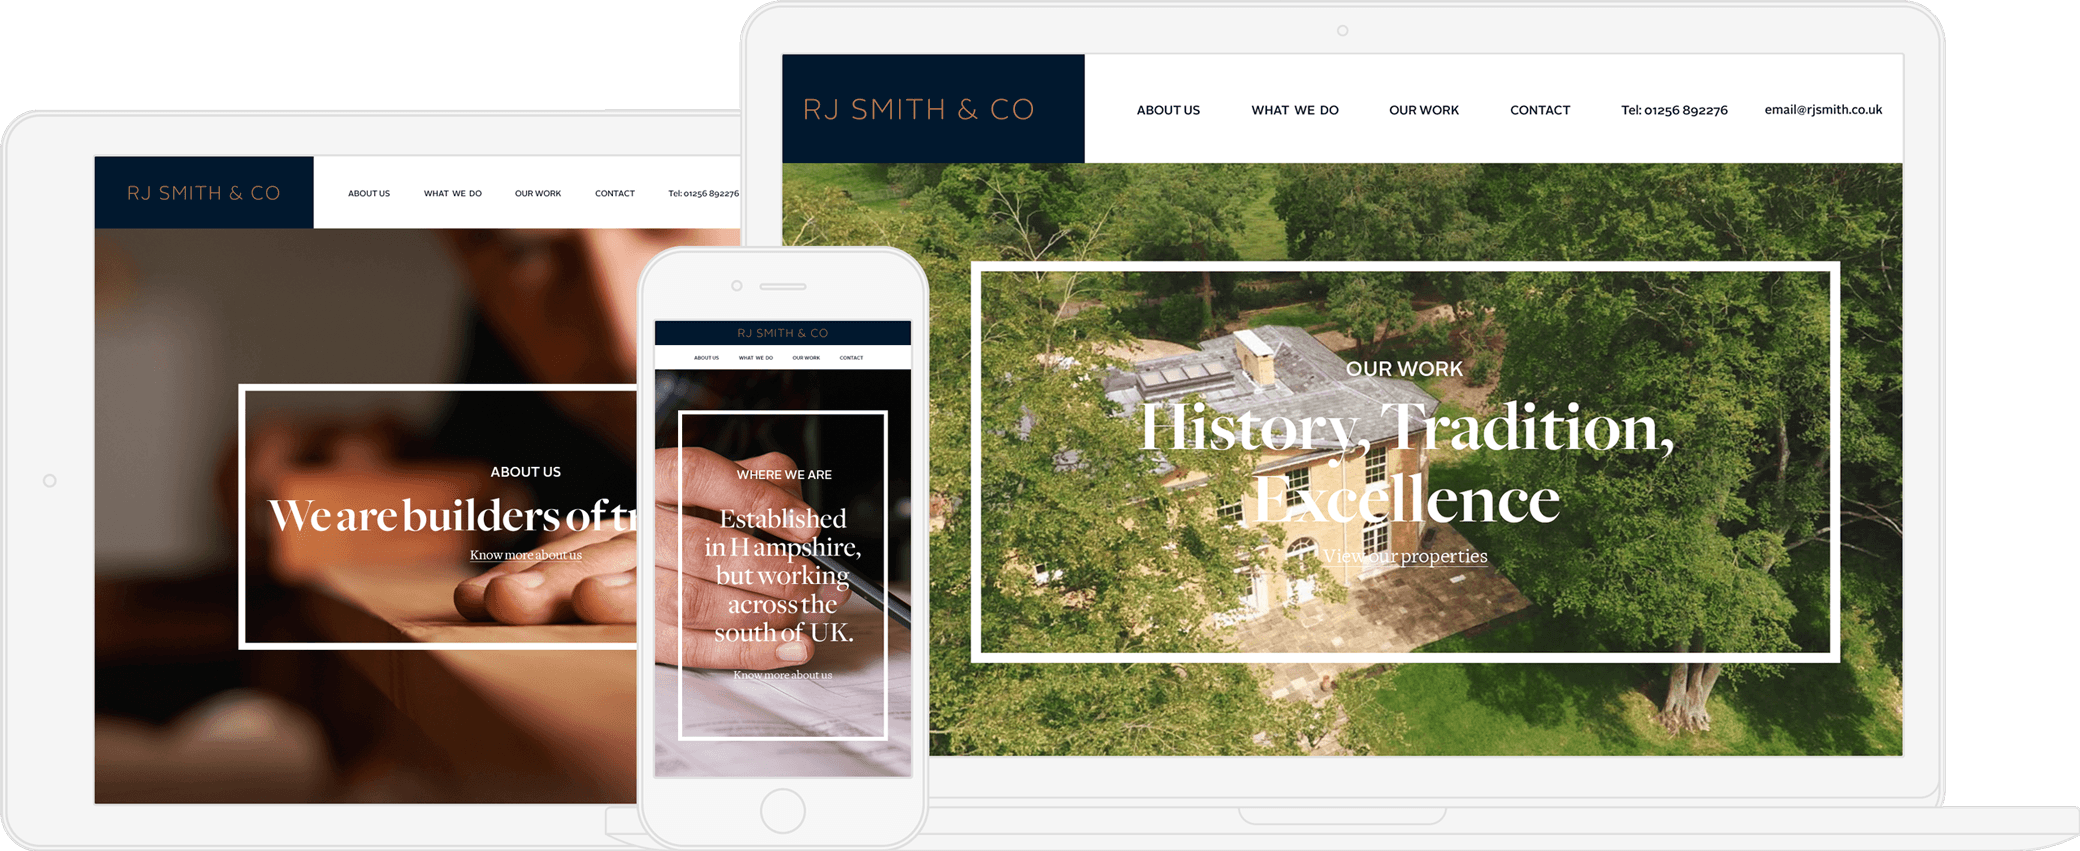 RJ SMITH & CO
ABOUT US WHAT WE DO OUR WORK CONTACT Tel: 01256 892276
ABOUT US
We are builders of tr
Know more about us
RJ SMITH & CO
ABOUT US WHAT WE DO OUR WORK CONTACT
WHERE WE ARE
Established
in H ampshire,
but working
across the
south of UK.
Know more about us
RJ SMITH & CO
ABOUT US WHAT WE DO OUR WORK CONTACT Tel: 01256 892276 email@rjsmith.co.uk
OUR WORK
History, Tradition,
Excellence
View our properties